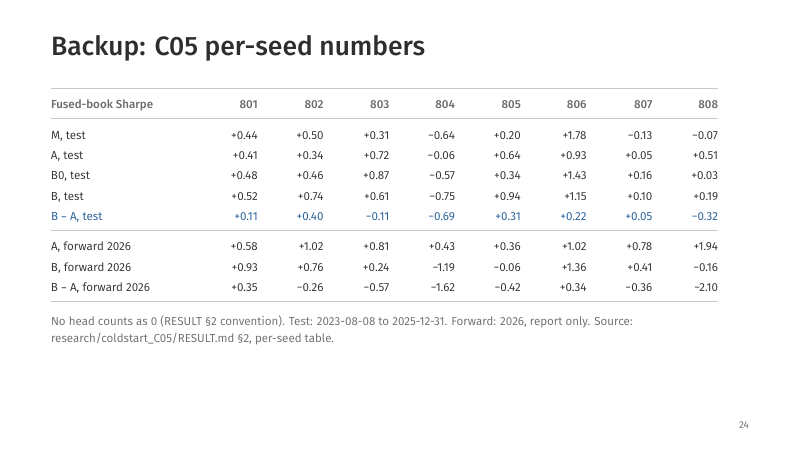 Backup: C05 per-seed numbers
Fused-book Sharpe 801 802 803 804 805 806 807 808
M, test +0.44 +0.50 +0.31 −0.64 +0.20 +1.78 −0.13 −0.07
A, test +0.41 +0.34 +0.72 −0.06 +0.64 +0.93 +0.05 +0.51
B0, test +0.48 +0.46 +0.87 −0.57 +0.34 +1.43 +0.16 +0.03
B, test +0.52 +0.74 +0.61 −0.75 +0.94 +1.15 +0.10 +0.19
B – A, test +0.11 +0.40 −0.11 −0.69 +0.31 +0.22 +0.05 −0.32
A, forward 2026 +0.58 +1.02 +0.81 +0.43 +0.36 +1.02 +0.78 +1.94
B, forward 2026 +0.93 +0.76 +0.24 −1.19 −0.06 +1.36 +0.41 −0.16
B – A, forward 2026 +0.35 −0.26 −0.57 −1.62 −0.42 +0.34 −0.36 −2.10
No head counts as 0 (RESULT §2 convention). Test: 2023-08-08 to 2025-12-31. Forward: 2026, report only. Source:
research/coldstart_C05/RESULT.md §2, per-seed table.
24